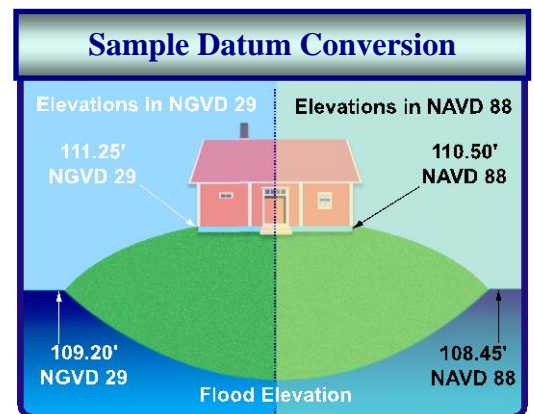 Sample Datum Conversion
Elevations in NGVD 29
Elevations in NAVD 88
111.25'
NGVD 29
110.50'
NAVD 88
109.20'
NGVD 29
108.45'
NAVD 88
Flood Elevation